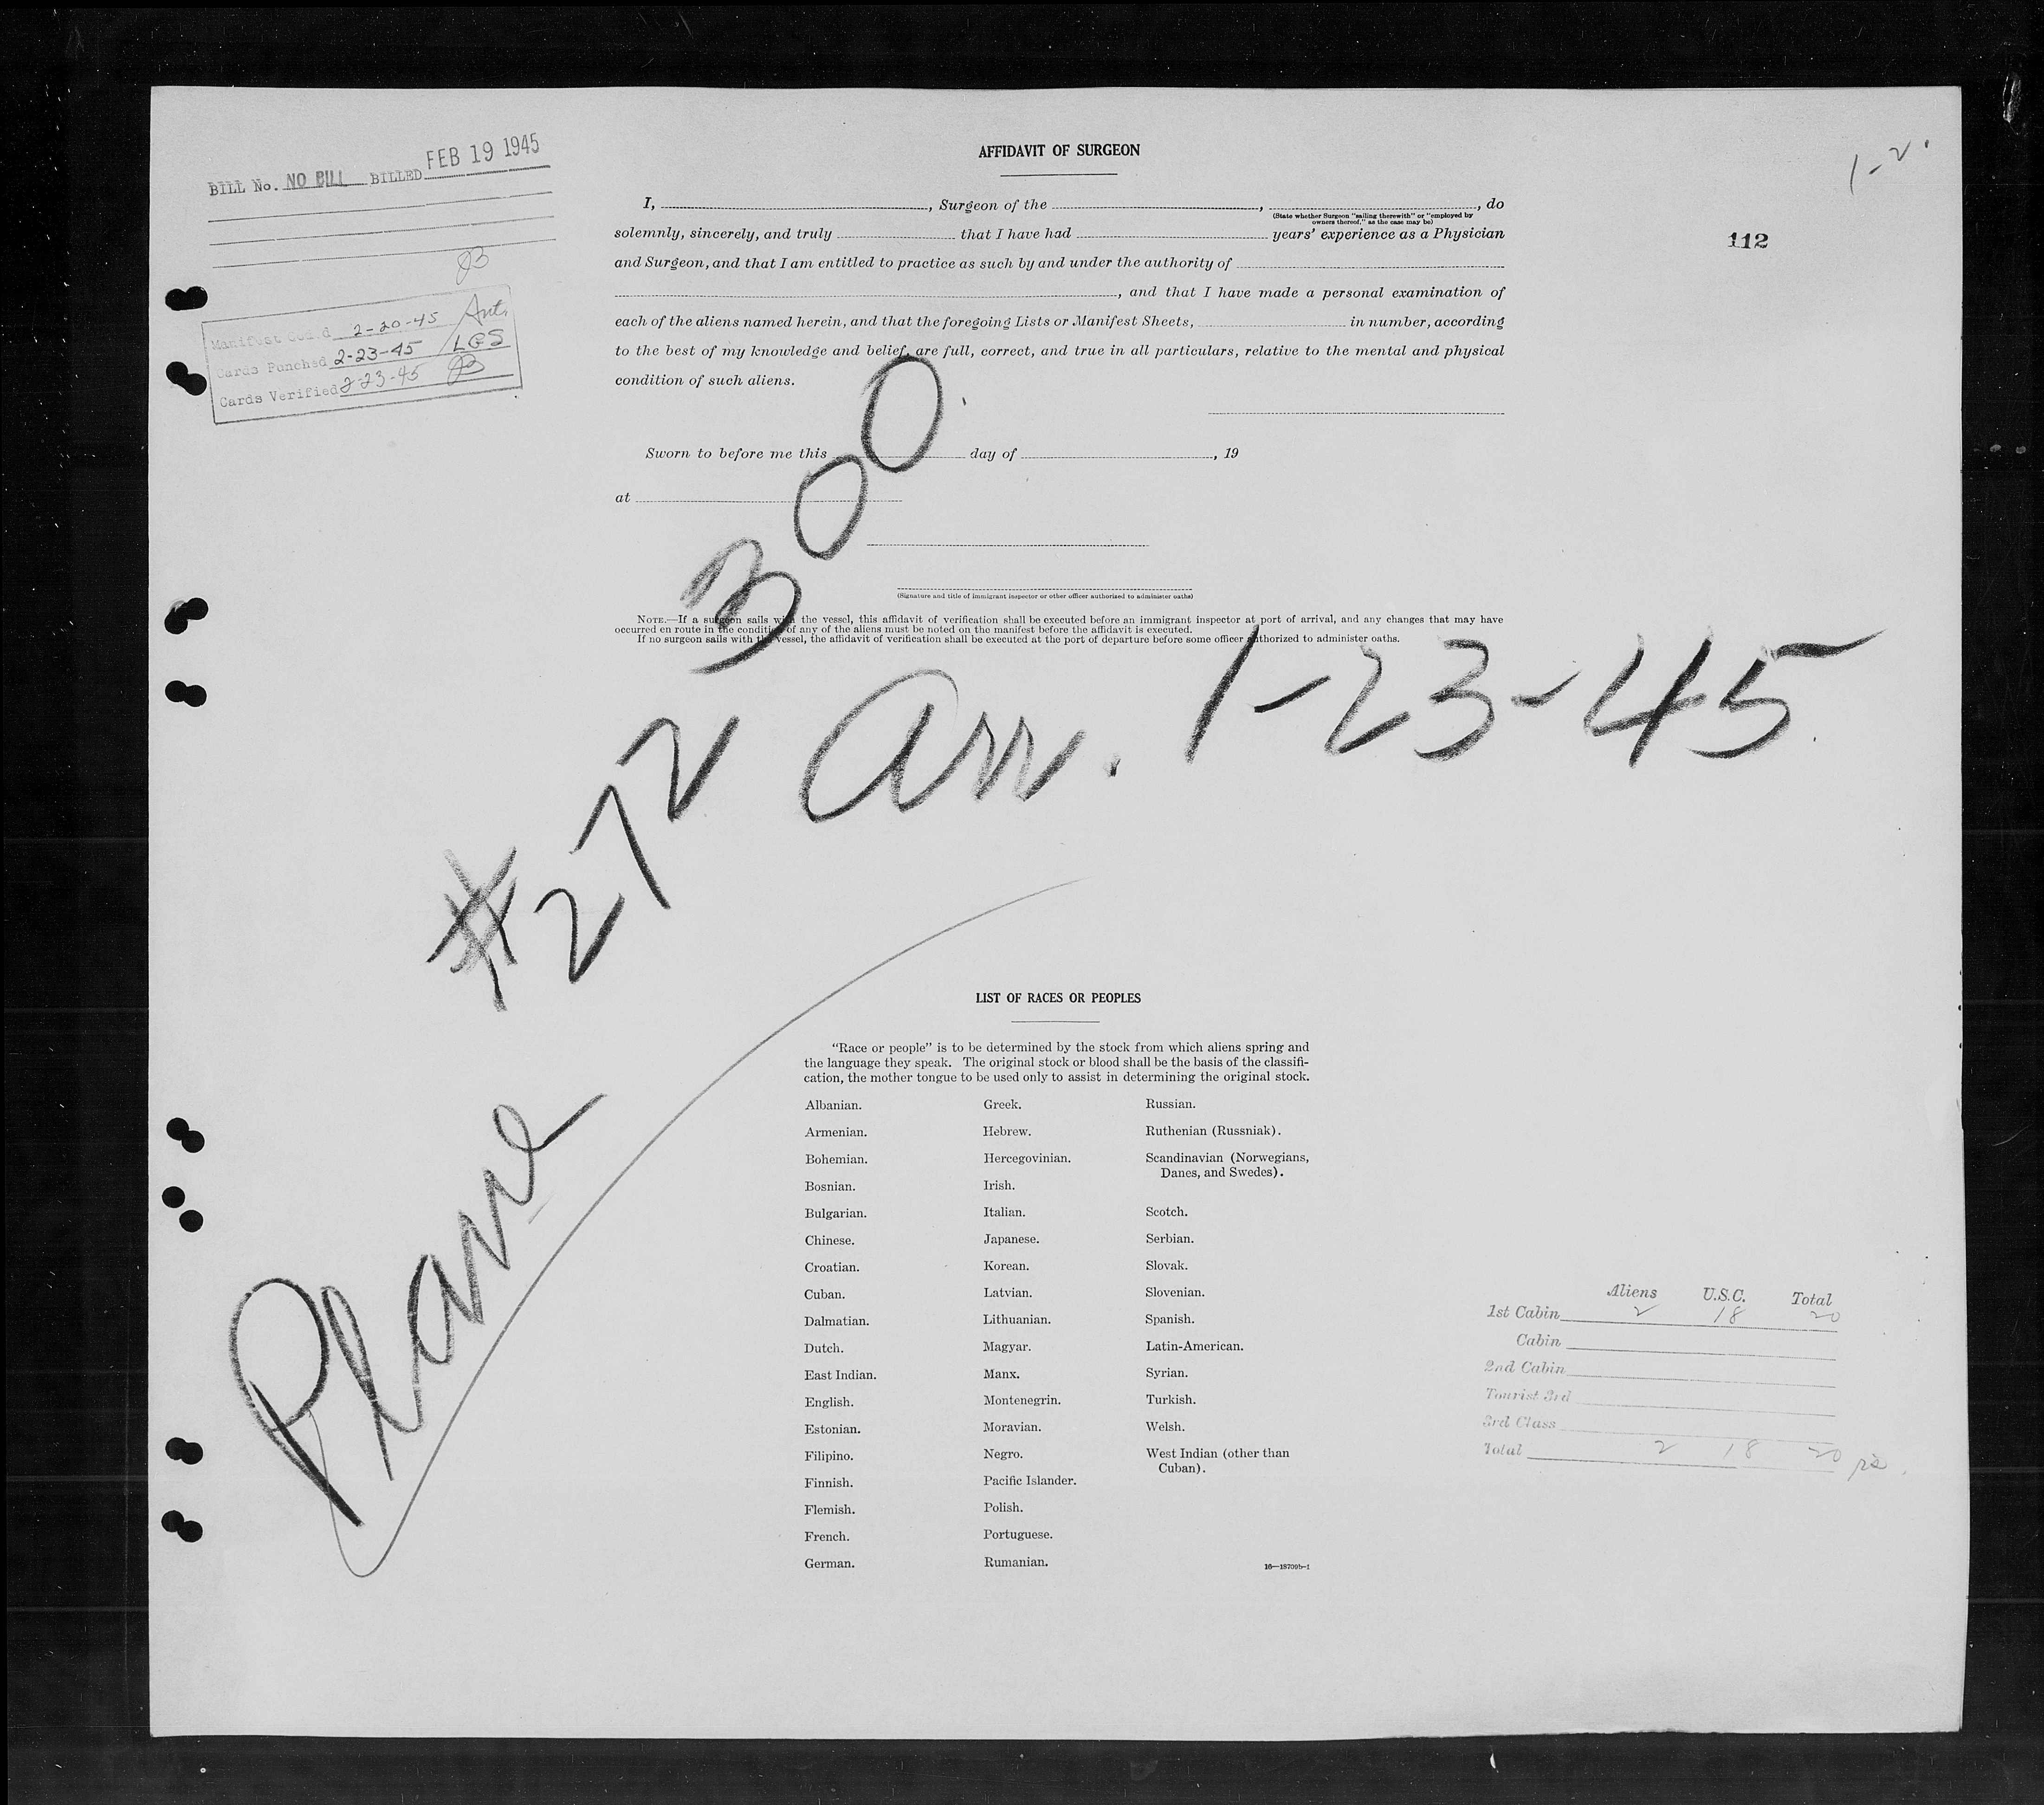 BILL No. NO BILL BILLED FEB 19 1945
JB
2-20-45
Cards Punched 2-23-45 LGS
Cards Verified 2-23-45 JB
AFFIDAVIT OF SURGEON
1-2
112
I, , Surgeon of the , , do
(State whether Surgeon "sailing therewith" or "employed by
owners thereof," as the case may be)
solemnly, sincerely, and truly that I have had years' experience as a Physician
and Surgeon, and that I am entitled to practice as such by and under the authority of
, and that I have made a personal examination of
each of the aliens named herein, and that the foregoing Lists or Manifest Sheets, in number, according
to the best of my knowledge and belief, are full, correct, and true in all particulars, relative to the mental and physical
condition of such aliens.
Sworn to before me this day of , 19
at
(Signature and title of immigrant inspector or other officer authorized to administer oaths)
NOTE.—If a surgeon sails with the vessel, this affidavit of verification shall be executed before an immigrant inspector at port of arrival, and any changes that may have
occurred en route in the condition of any of the aliens must be noted on the manifest before the affidavit is executed.
If no surgeon sails with the vessel, the affidavit of verification shall be executed at the port of departure before some officer authorized to administer oaths.
Plane #272300
Arr. 1-23-45
LIST OF RACES OR PEOPLES
"Race or people" is to be determined by the stock from which aliens spring and
the language they speak. The original stock or blood shall be the basis of the classifi-
cation, the mother tongue to be used only to assist in determining the original stock.
Albanian.
Armenian.
Bohemian.
Bosnian.
Bulgarian.
Chinese.
Croatian.
Cuban.
Dalmatian.
Dutch.
East Indian.
English.
Estonian.
Filipino.
Finnish.
Flemish.
French.
German.
Greek.
Hebrew.
Hercegovinian.
Irish.
Italian.
Japanese.
Korean.
Latvian.
Lithuanian.
Magyar.
Manx.
Montenegrin.
Moravian.
Negro.
Pacific Islander.
Polish.
Portuguese.
Rumanian.
Russian.
Ruthenian (Russniak).
Scandinavian (Norwegians,
Danes, and Swedes).
Scotch.
Serbian.
Slovak.
Slovenian.
Spanish.
Latin-American.
Syrian.
Turkish.
Welsh.
West Indian (other than
Cuban).
16—18709b-1
Aliens U.S.C. Total
1st Cabin 2 18 20
Cabin
2nd Cabin
Tourist 3rd
3rd Class
Total 2 18 20